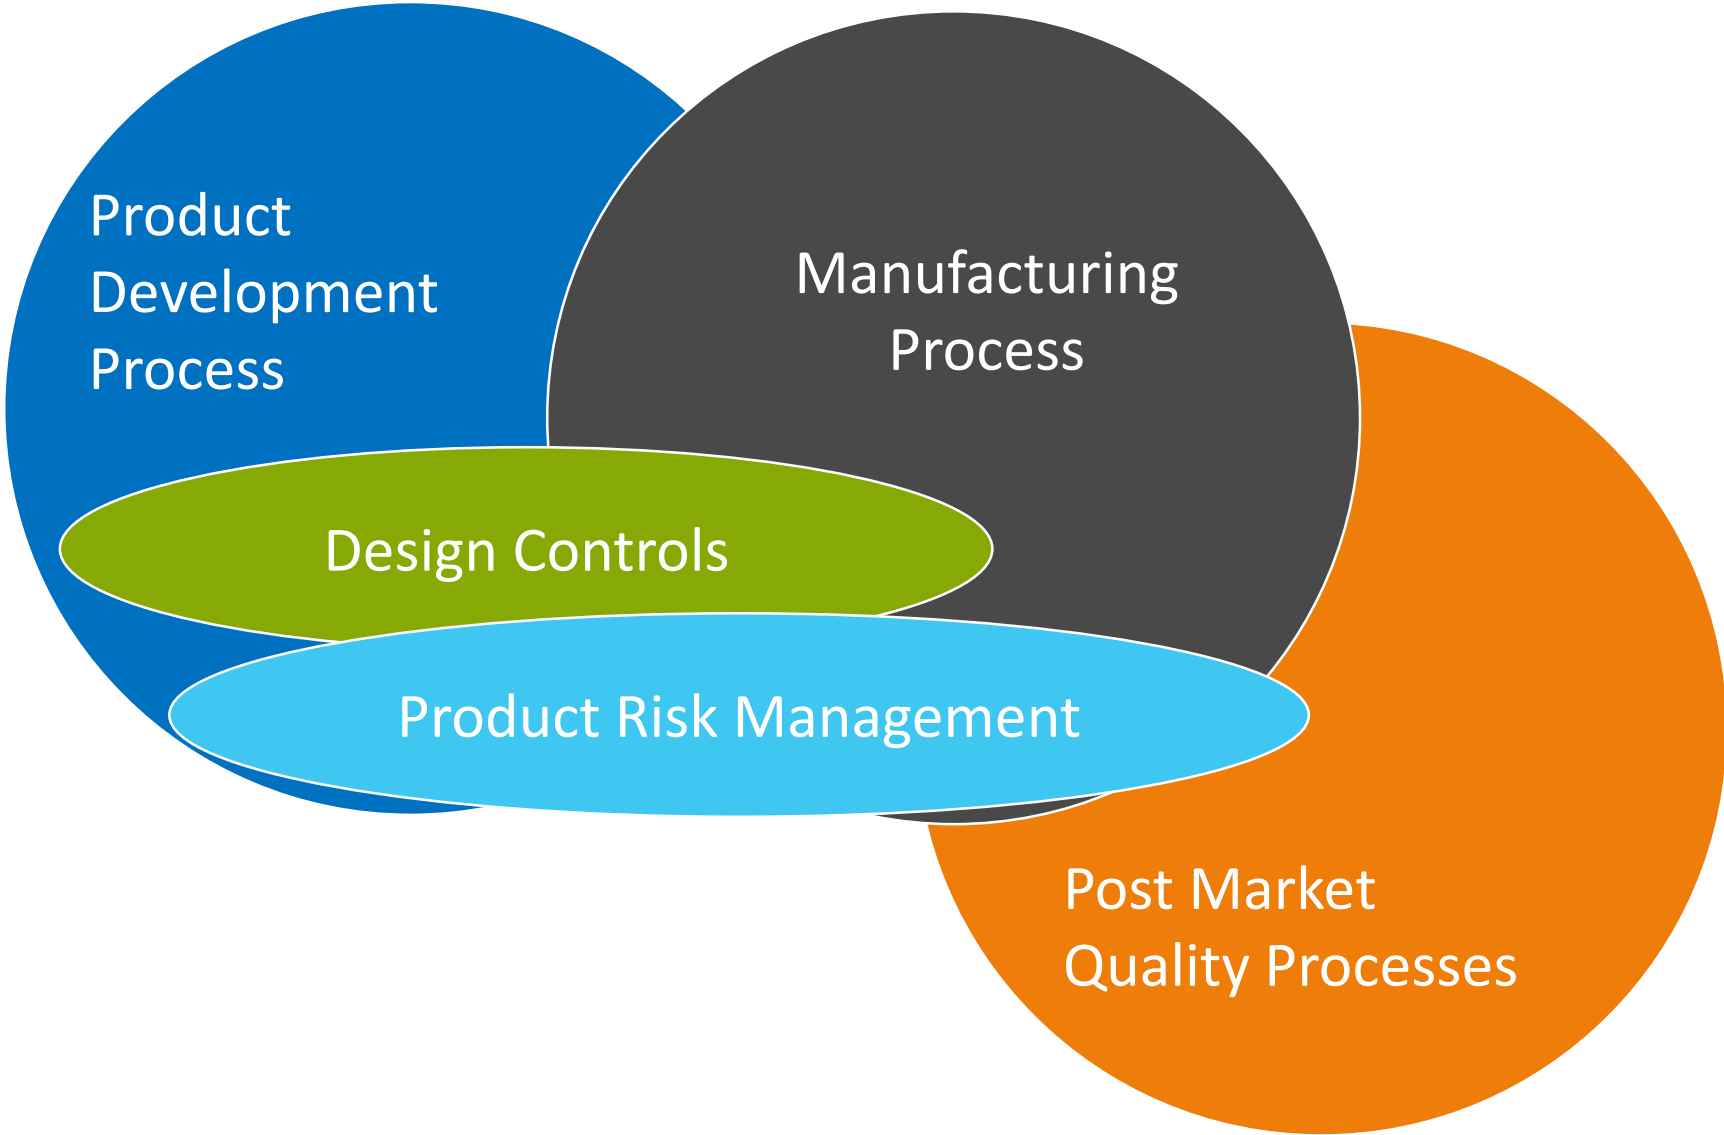 Product
Development
Process
Manufacturing
Process
Design Controls
Product Risk Management
Post Market
Quality Processes